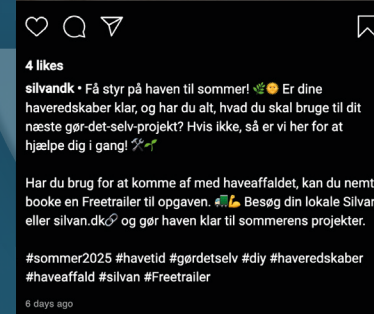 4 likes
silvandk • Få styr på haven til sommer! 🌿🌞 Er dine
haveredskaber klar, og har du alt, hvad du skal bruge til dit
næste gør-det-selv-projekt? Hvis ikke, så er vi her for at
hjælpe dig i gang! 🛠️🌱
Har du brug for at komme af med haveaffaldet, kan du nemt
booke en Freetrailer til opgaven. 🚛💪 Besøg din lokale Silvan
eller silvan.dk🔗 og gør haven klar til sommerens projekter.
#sommer2025 #havetid #gørdetselv #diy #haveredskaber
#haveaffald #silvan #Freetrailer
6 days ago